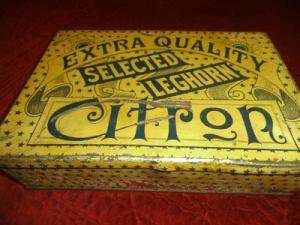 EXTRA QUALITY
SELECTED
LEGHORN
Citron